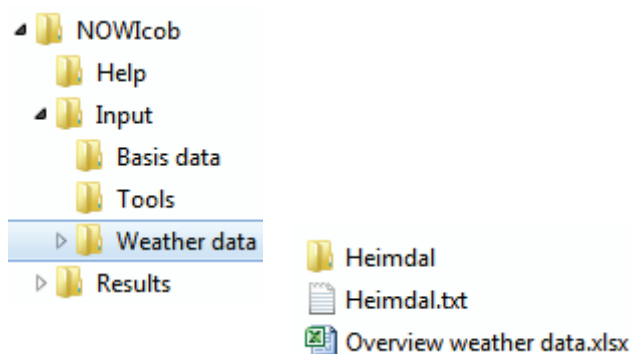 NOWIcob
Help
Input
Basis data
Tools
Weather data
Results
Heimdal
Heimdal.txt
Overview weather data.xlsx